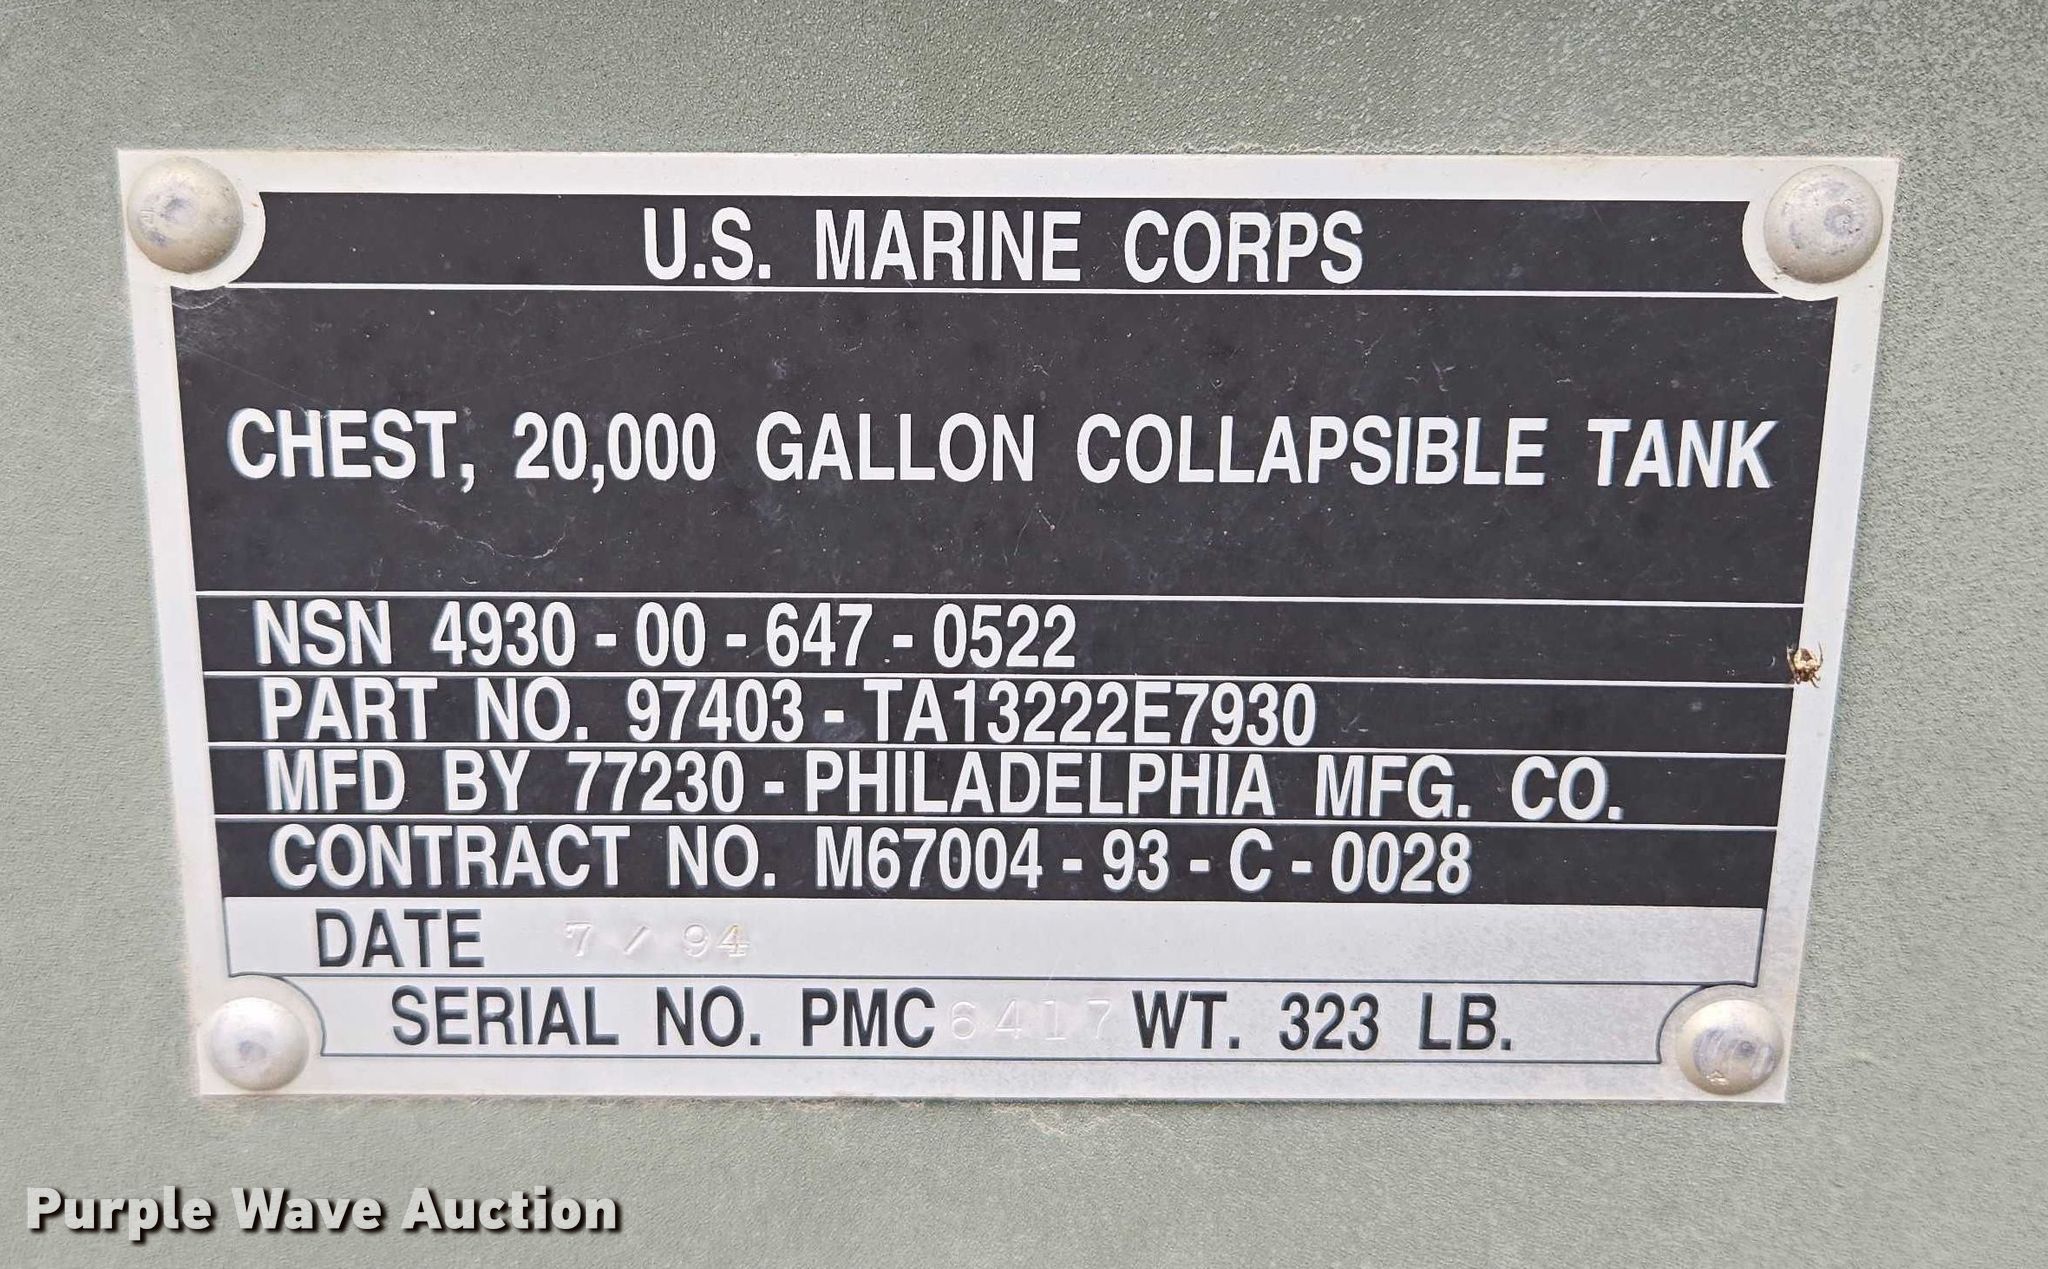 U.S. MARINE CORPS
CHEST, 20,000 GALLON COLLAPSIBLE TANK
NSN 4930-00-647-0522
PART NO. 97403-TA13222E7930
MFD BY 77230-PHILADELPHIA MFG. CO.
CONTRACT NO. M67004-93-C-0028
DATE 7/94
SERIAL NO. PMC 6417 WT. 323 LB.
Purple Wave Auction